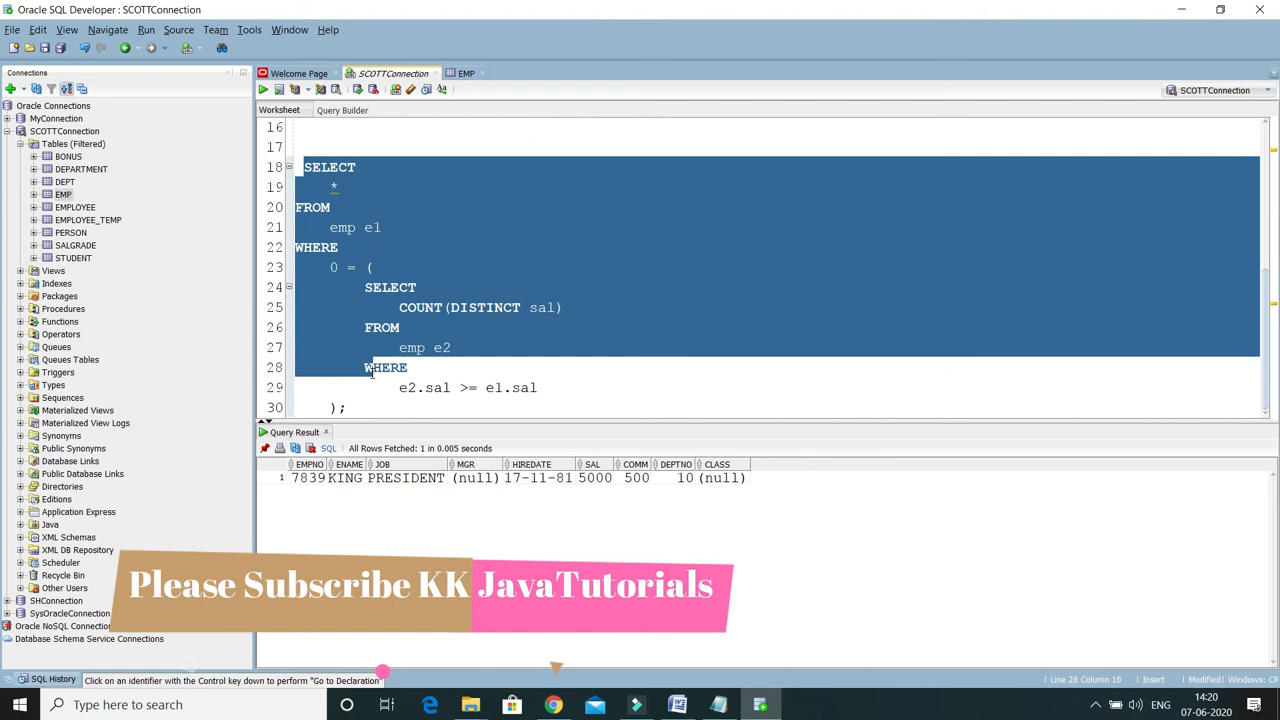 Oracle SQL Developer : SCOTTConnection
File Edit View Navigate Run Source Team Tools Window Help
Connections
Welcome Page SCOTTConnection EMP
SCOTTConnection
Worksheet Query Builder
Oracle Connections
MyConnection
SCOTTConnection
Tables (Filtered)
BONUS
DEPARTMENT
DEPT
EMP
EMPLOYEE
EMPLOYEE_TEMP
PERSON
SALGRADE
STUDENT
Views
Indexes
Packages
Procedures
Functions
Operators
Queues
Queues Tables
Triggers
Types
Sequences
Materialized Views
Materialized View Logs
Synonyms
Public Synonyms
Database Links
Public Database Links
Directories
Editions
Application Express
Java
XML Schemas
XML DB Repository
Scheduler
Recycle Bin
Other Users
SHConnection
SysOracleConnection
Oracle NoSQL Connection
Database Schema Service Connections
16
17
18 SELECT
19 *
20 FROM
21 emp e1
22 WHERE
23 0 = (
24 SELECT
25 COUNT(DISTINCT sal)
26 FROM
27 emp e2
28 WHERE
29 e2.sal >= e1.sal
30 );
Query Result
SQL All Rows Fetched: 1 in 0.005 seconds
EMPNO ENAME JOB MGR HIREDATE SAL COMM DEPTNO CLASS
1 7839 KING PRESIDENT (null) 17-11-81 5000 500 10 (null)
Please Subscribe KK JavaTutorials
SQL History Click on an identifier with the Control key down to perform "Go to Declaration"
Line 28 Column 10 Insert Modified Windows: CR
Type here to search
ENG
14:20
07-06-2020